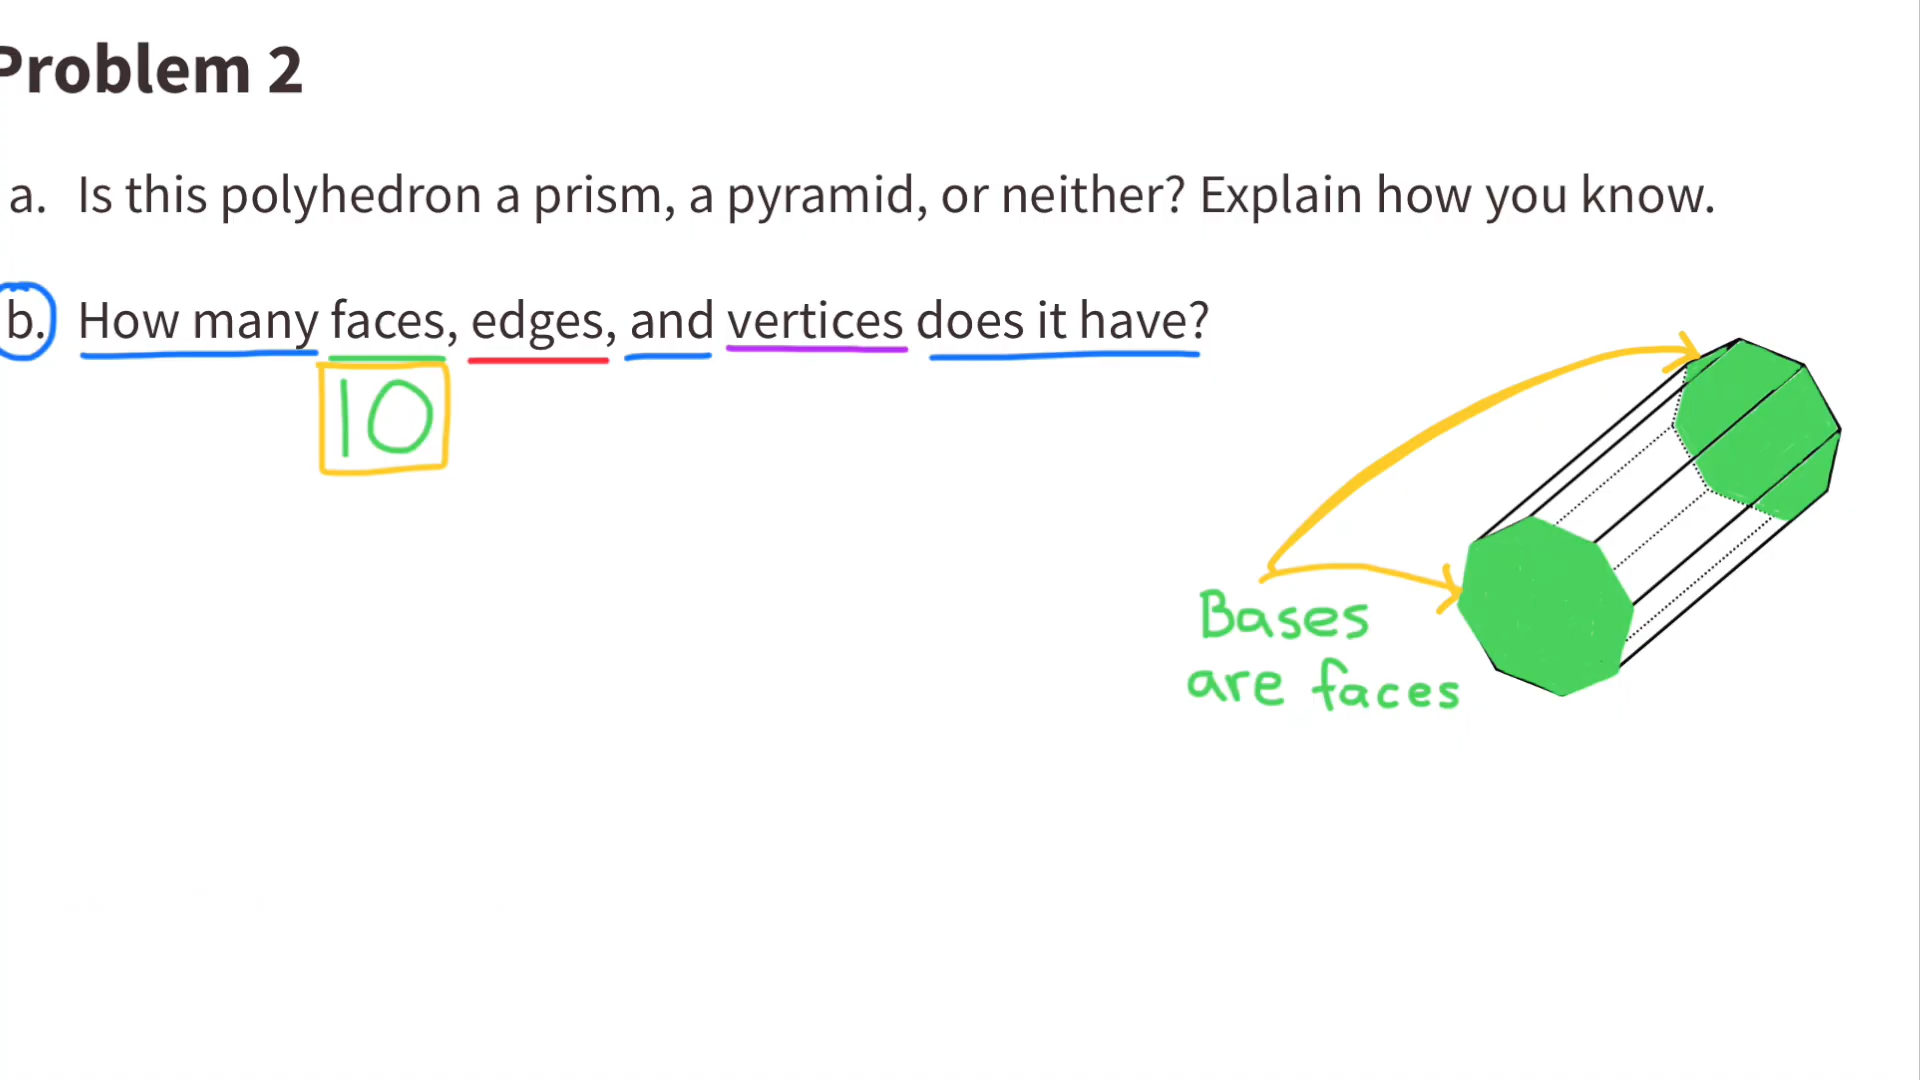 Problem 2
a. Is this polyhedron a prism, a pyramid, or neither? Explain how you know.
b. How many faces, edges, and vertices does it have?
10
Bases
are faces